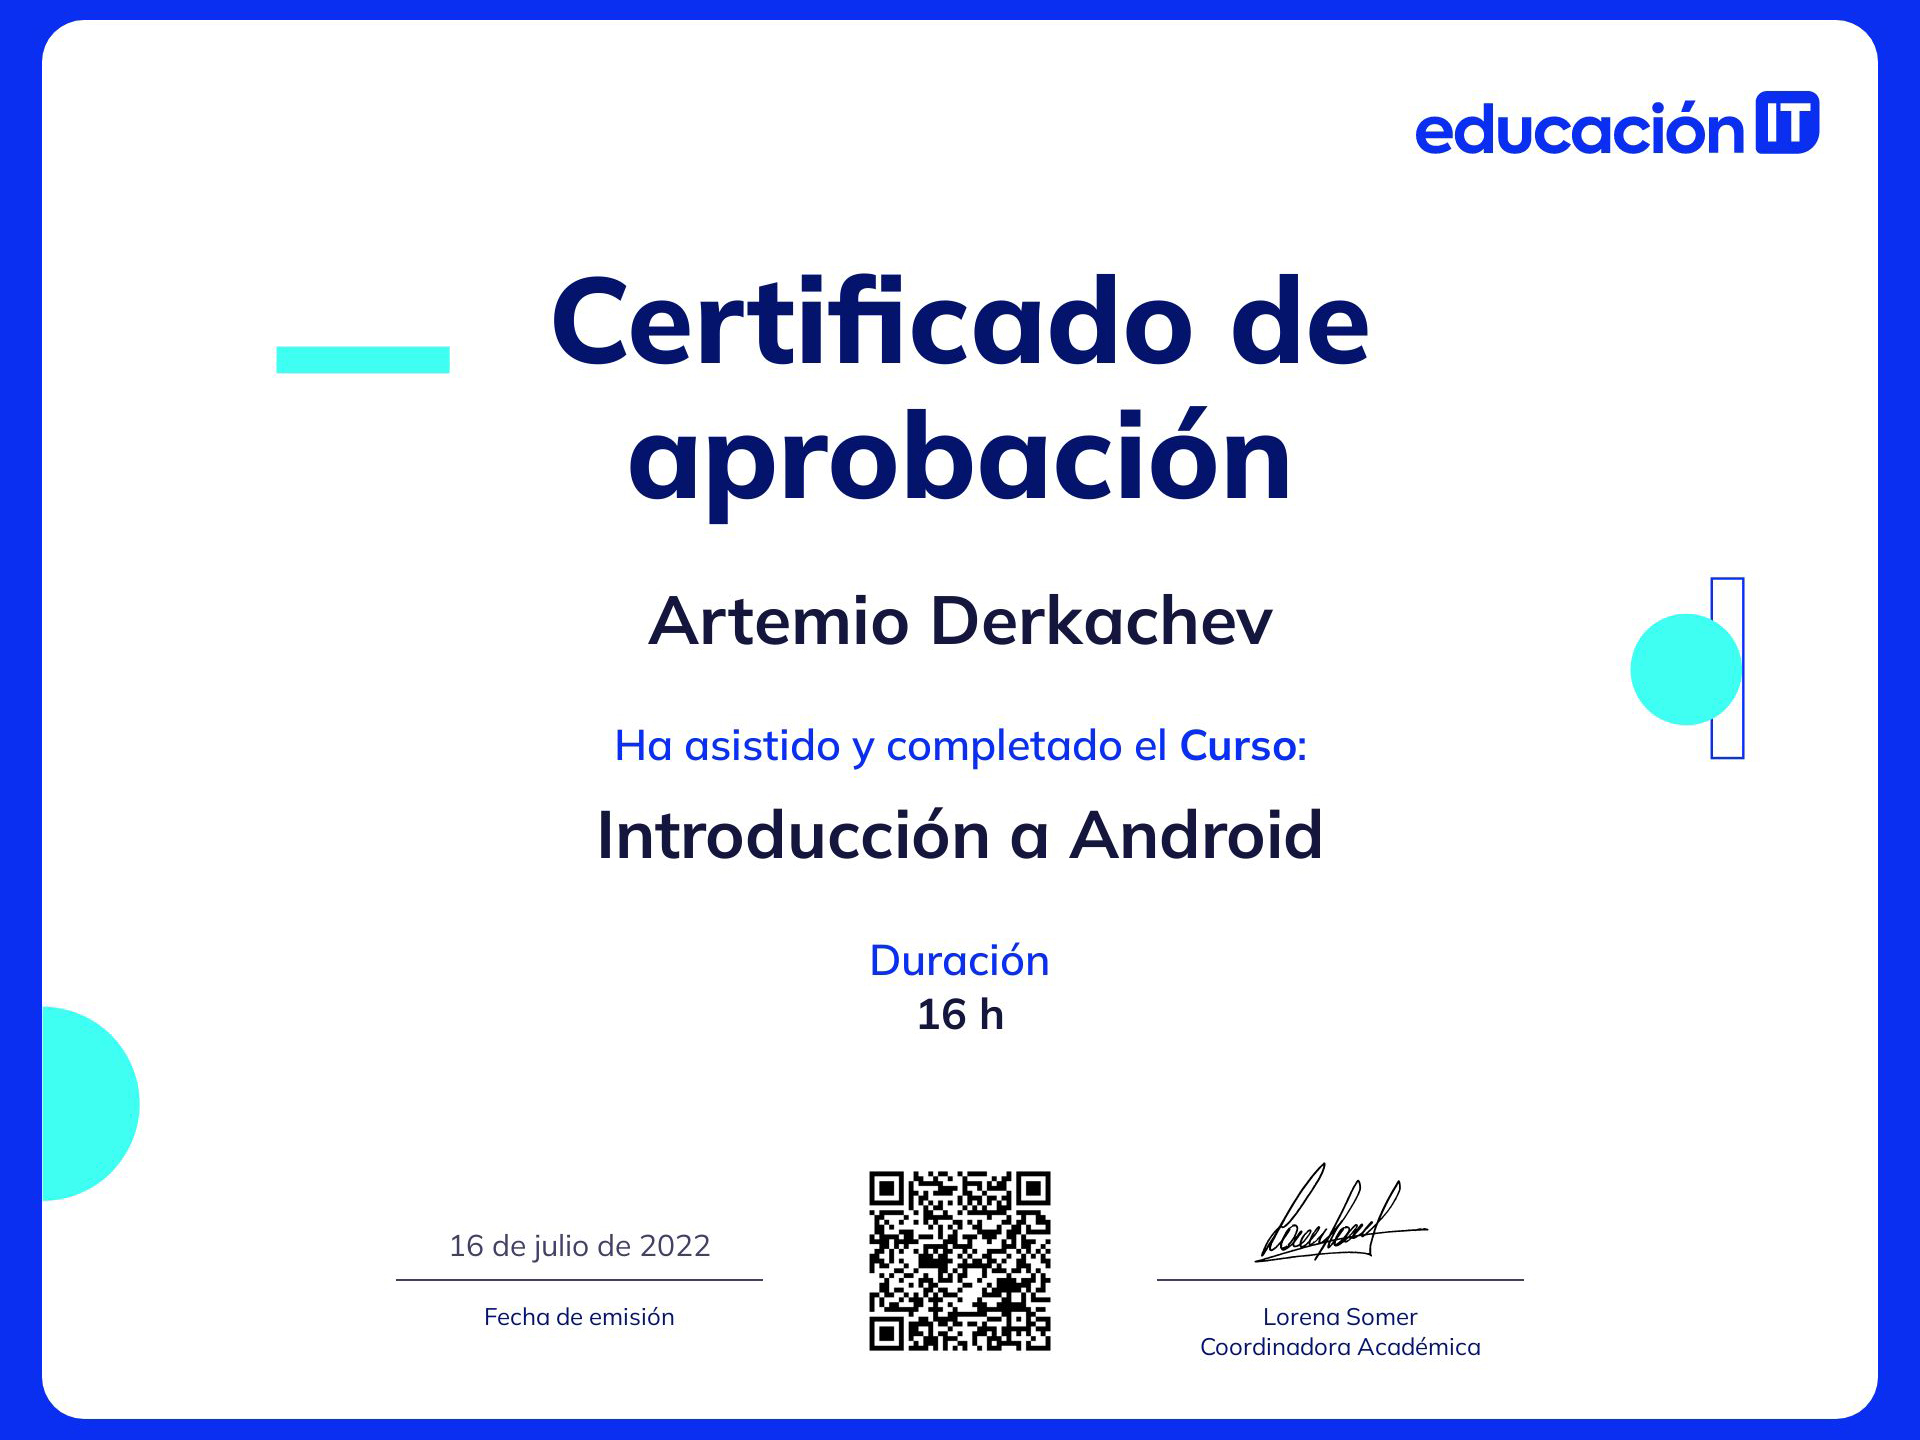 educación IT
Certificado de
aprobación
Artemio Derkachev
Ha asistido y completado el Curso:
Introducción a Android
Duración
16 h
16 de julio de 2022
Fecha de emisión
Lorena Somer
Coordinadora Académica